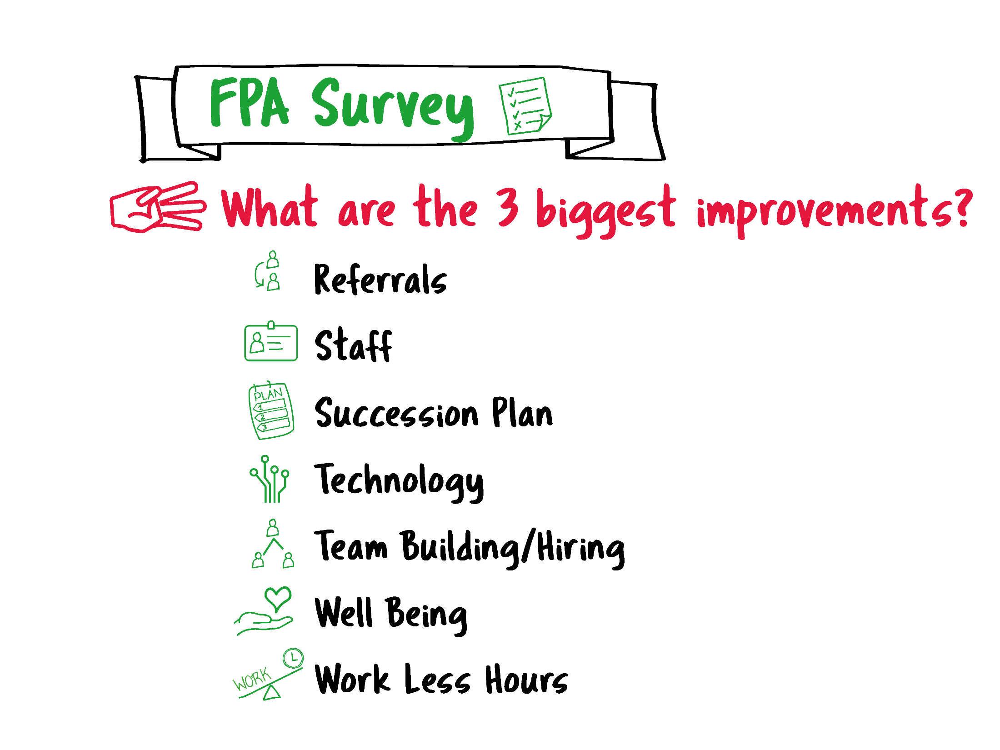 FPA Survey
What are the 3 biggest improvements?
Referrals
Staff
PLAN
1
2
3
Succession Plan
Technology
Team Building/Hiring
Well Being
WORK
Work Less Hours